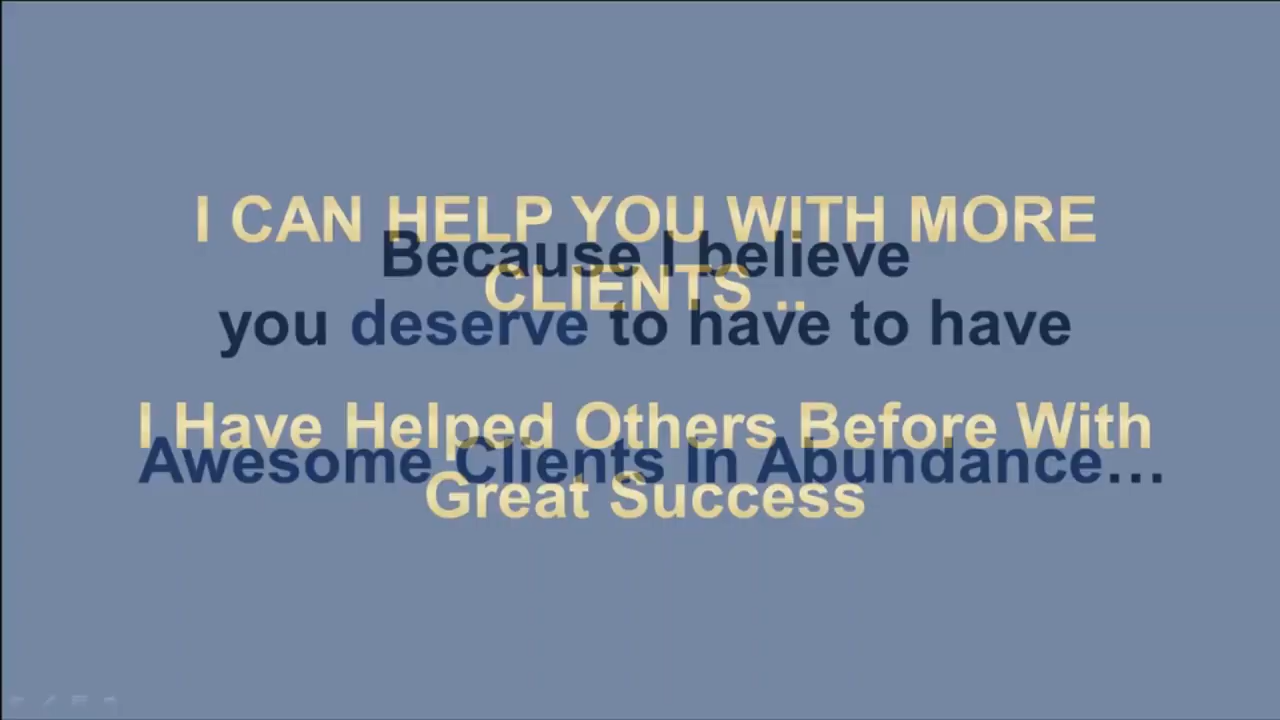 I CAN HELP YOU WITH MORE
CLIENTS ..
I Have Helped Others Before With
Great Success
Because I believe
you deserve to have to have
Awesome Clients In Abundance...